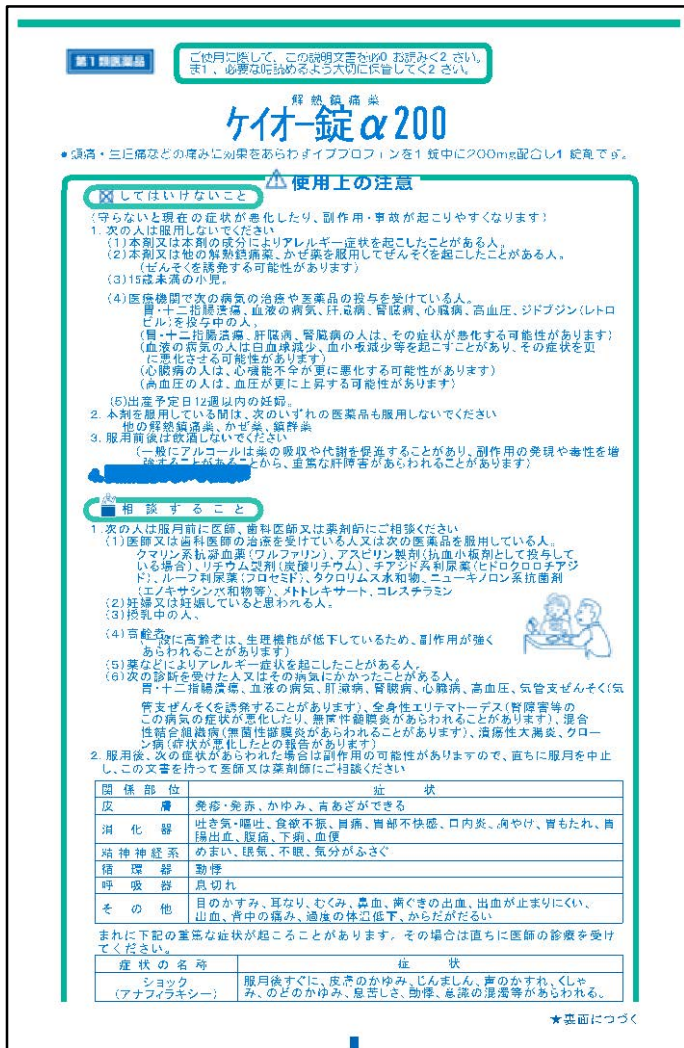 第1類医薬品
ご使用に際して、この説明文書を必0 お読みく2 さい。
ま1 、必要な時読めるよう大切に保管してく2 さい。
解熱鎮痛薬
ケイオー錠α200
●頭痛・生理痛などの痛みに効果をあらわすイブプロフェンを1 錠中に200mg配合し1 錠剤です。
使用上の注意
してはいけないこと
(守らないと現在の症状が悪化したり、副作用・事故が起こりやすくなります)
1. 次の人は服用しないでください
(1)本剤又は本剤の成分によりアレルギー症状を起こしたことがある人。
(2)本剤又は他の解熱鎮痛薬、かぜ薬を服用してぜんそくを起こしたことがある人。
(ぜんそくを誘発する可能性があります)
(3)15歳未満の小児。
(4)医療機関で次の病気の治療や医薬品の投与を受けている人。
胃・十二指腸潰瘍、血液の病気、肝臓病、腎臓病、心臓病、高血圧、ジドブジン(レトロ
ビル)を投与中の人。
(胃・十二指腸潰瘍、肝臓病、腎臓病の人は、その症状が悪化する可能性があります)
(血液の病気の人は白血球減少、血小板減少等を起こすことがあり、その症状を更
に悪化させる可能性があります)
(心臓病の人は、心機能不全が更に悪化する可能性があります)
(高血圧の人は、血圧が更に上昇する可能性があります)
(5)出産予定日12週以内の妊婦。
2. 本剤を服用している間は、次のいずれの医薬品も服用しないでください
他の解熱鎮痛薬、かぜ薬、鎮静薬
3. 服用前後は飲酒しないでください
(一般にアルコールは薬の吸収や代謝を促進することがあり、副作用の発現や毒性を増
強することがあることから、重篤な肝障害があらわれることがあります)
相談すること
1. 次の人は服用前に医師、歯科医師又は薬剤師にご相談ください
(1)医師又は歯科医師の治療を受けている人又は次の医薬品を服用している人。
クマリン系抗凝血薬(ワルファリン)、アスピリン製剤(抗血小板剤として投与して
いる場合)、リチウム製剤(炭酸リチウム)、チアジド系利尿薬(ヒドロクロロチアジ
ド)、ループ利尿薬(フロセミド)、タクロリムス水和物、ニューキノロン系抗菌剤
(エノキサシン水和物等)、メトトレキサート、コレスチラミン
(2)妊婦又は妊娠していると思われる人。
(3)授乳中の人。
(4)高齢者。
般に高齢者は、生理機能が低下しているため、副作用が強く
あらわれることがあります)
(5)薬などによりアレルギー症状を起こしたことがある人。
(6)次の診断を受けた人又はその病気にかかったことがある人。
胃・十二指腸潰瘍、血液の病気、肝臓病、腎臓病、心臓病、高血圧、気管支ぜんそく(気
管支ぜんそくを誘発することがあります)、全身性エリテマトーデス(腎障害等の
この病気の症状が悪化したり、無菌性髄膜炎があらわれることがあります)、混合
性結合組織病(無菌性髄膜炎があらわれることがあります)、潰瘍性大腸炎、クロー
ン病(症状が悪化したとの報告があります)
2. 服用後、次の症状があらわれた場合は副作用の可能性がありますので、直ちに服用を中止
し、この文書を持って医師又は薬剤師にご相談ください
関係部位 症状
皮膚 発疹・発赤、かゆみ、青あざができる
消化器 吐き気・嘔吐、食欲不振、胃痛、胃部不快感、口内炎、胸やけ、胃もたれ、胃
腸出血、腹痛、下痢、血便
精神神経系 めまい、眠気、不眠、気分がふさぐ
循環器 動悸
呼吸器 息切れ
その他 目のかすみ、耳なり、むくみ、鼻血、歯ぐきの出血、出血が止まりにくい、
出血、背中の痛み、過度の体温低下、からだがだるい
まれに下記の重篤な症状が起こることがあります。その場合は直ちに医師の診療を受け
てください。
症状の名称 症状
ショック
(アナフィラキシー) 服用後すぐに、皮膚のかゆみ、じんましん、声のかすれ、くしゃ
み、のどのかゆみ、息苦しさ、動悸、意識の混濁等があらわれる。
★裏面につづく